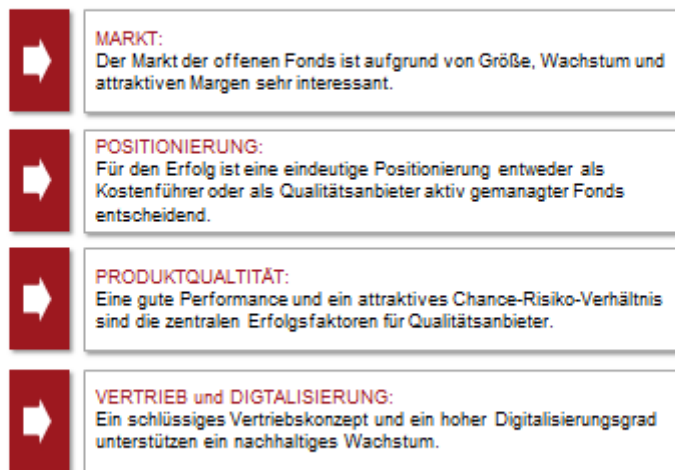 MARKT:
Der Markt der offenen Fonds ist aufgrund von Größe, Wachstum und
attraktiven Margen sehr interessant.
POSITIONIERUNG:
Für den Erfolg ist eine eindeutige Positionierung entweder als
Kostenführer oder als Qualitätsanbieter aktiv gemanagter Fonds
entscheidend.
PRODUKTQUALTITÄT:
Eine gute Performance und ein attraktives Chance-Risiko-Verhältnis
sind die zentralen Erfolgsfaktoren für Qualitätsanbieter.
VERTRIEB und DIGTALISIERUNG:
Ein schlüssiges Vertriebskonzept und ein hoher Digitalisierungsgrad
unterstützen ein nachhaltiges Wachstum.